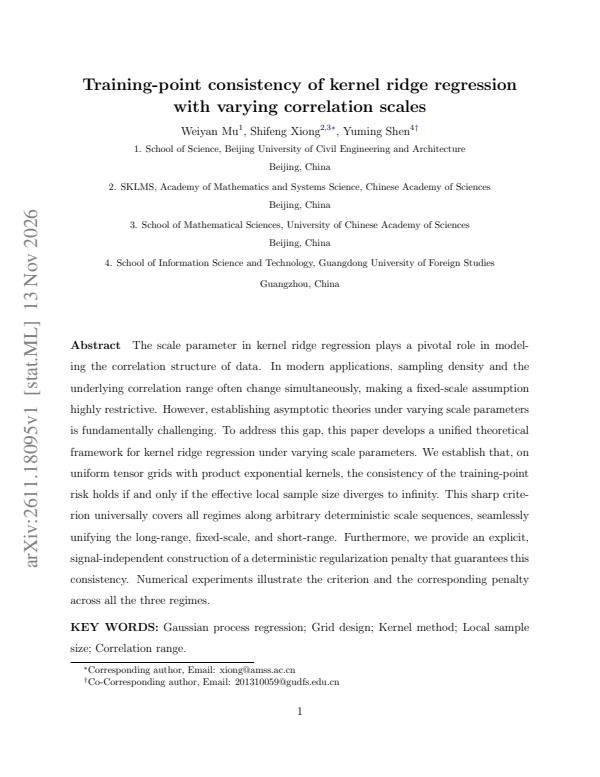 Training-point consistency of kernel ridge regression
with varying correlation scales
Weiyan Mu1, Shifeng Xiong2,3*, Yuming Shen4†
1. School of Science, Beijing University of Civil Engineering and Architecture
Beijing, China
2. SKLMS, Academy of Mathematics and Systems Science, Chinese Academy of Sciences
Beijing, China
3. School of Mathematical Sciences, University of Chinese Academy of Sciences
Beijing, China
4. School of Information Science and Technology, Guangdong University of Foreign Studies
Guangzhou, China
arXiv:2611.18095v1 [stat.ML] 13 Nov 2026
Abstract The scale parameter in kernel ridge regression plays a pivotal role in model-
ing the correlation structure of data. In modern applications, sampling density and the
underlying correlation range often change simultaneously, making a fixed-scale assumption
highly restrictive. However, establishing asymptotic theories under varying scale parameters
is fundamentally challenging. To address this gap, this paper develops a unified theoretical
framework for kernel ridge regression under varying scale parameters. We establish that, on
uniform tensor grids with product exponential kernels, the consistency of the training-point
risk holds if and only if the effective local sample size diverges to infinity. This sharp crite-
rion universally covers all regimes along arbitrary deterministic scale sequences, seamlessly
unifying the long-range, fixed-scale, and short-range. Furthermore, we provide an explicit,
signal-independent construction of a deterministic regularization penalty that guarantees this
consistency. Numerical experiments illustrate the criterion and the corresponding penalty
across all the three regimes.
KEY WORDS: Gaussian process regression; Grid design; Kernel method; Local sample
size; Correlation range.
*Corresponding author, Email: xiong@amss.ac.cn
†Co-Corresponding author, Email: 201310059@gudfs.edu.cn
1